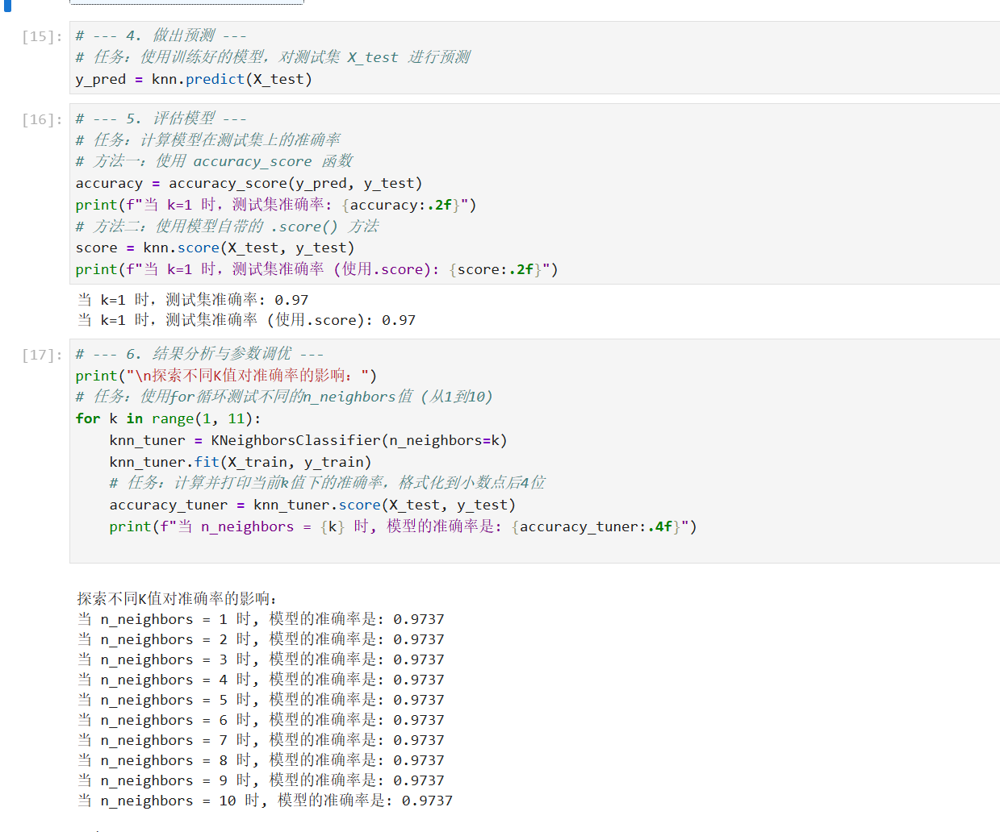 [15]: # --- 4. 做出预测 ---
# 任务：使用训练好的模型，对测试集 X_test 进行预测
y_pred = knn.predict(X_test)
[16]: # --- 5. 评估模型 ---
# 任务：计算模型在测试集上的准确率
# 方法一：使用 accuracy_score 函数
accuracy = accuracy_score(y_pred, y_test)
print(f"当 k=1 时，测试集准确率: {accuracy:.2f}")
# 方法二：使用模型自带的 .score() 方法
score = knn.score(X_test, y_test)
print(f"当 k=1 时，测试集准确率 (使用.score): {score:.2f}")
当 k=1 时，测试集准确率: 0.97
当 k=1 时，测试集准确率 (使用.score): 0.97
[17]: # --- 6. 结果分析与参数调优 ---
print("\n探索不同K值对准确率的影响：")
# 任务：使用for循环测试不同的n_neighbors值 (从1到10)
for k in range(1, 11):
    knn_tuner = KNeighborsClassifier(n_neighbors=k)
    knn_tuner.fit(X_train, y_train)
    # 任务：计算并打印当前k值下的准确率，格式化到小数点后4位
    accuracy_tuner = knn_tuner.score(X_test, y_test)
    print(f"当 n_neighbors = {k} 时, 模型的准确率是: {accuracy_tuner:.4f}")
探索不同K值对准确率的影响：
当 n_neighbors = 1 时, 模型的准确率是: 0.9737
当 n_neighbors = 2 时, 模型的准确率是: 0.9737
当 n_neighbors = 3 时, 模型的准确率是: 0.9737
当 n_neighbors = 4 时, 模型的准确率是: 0.9737
当 n_neighbors = 5 时, 模型的准确率是: 0.9737
当 n_neighbors = 6 时, 模型的准确率是: 0.9737
当 n_neighbors = 7 时, 模型的准确率是: 0.9737
当 n_neighbors = 8 时, 模型的准确率是: 0.9737
当 n_neighbors = 9 时, 模型的准确率是: 0.9737
当 n_neighbors = 10 时, 模型的准确率是: 0.9737